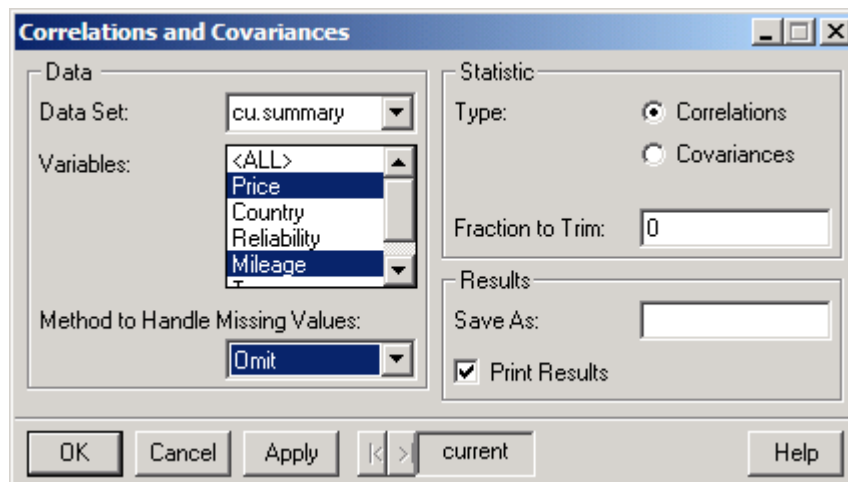 Correlations and Covariances
Data
Data Set: cu.summary
Variables: <ALL>
Price
Country
Reliability
Mileage
Method to Handle Missing Values:
Omit
Statistic
Type: Correlations
Covariances
Fraction to Trim: 0
Results
Save As:
Print Results
OK Cancel Apply current Help